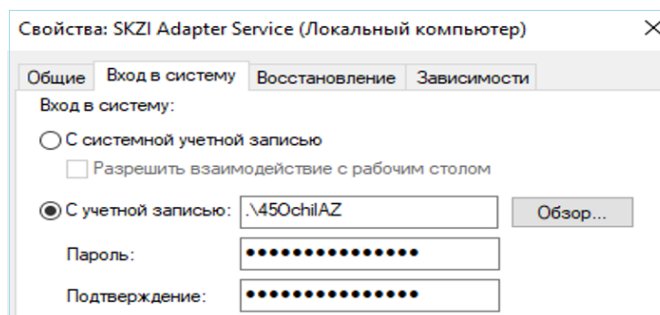 Свойства: SKZI Adapter Service (Локальный компьютер)
Общие Вход в систему Восстановление Зависимости
Вход в систему:
С системной учетной записью
Разрешить взаимодействие с рабочим столом
С учетной записью: .\45OchilAZ Обзор...
Пароль: ●●●●●●●●●●●●●●●
Подтверждение: ●●●●●●●●●●●●●●●